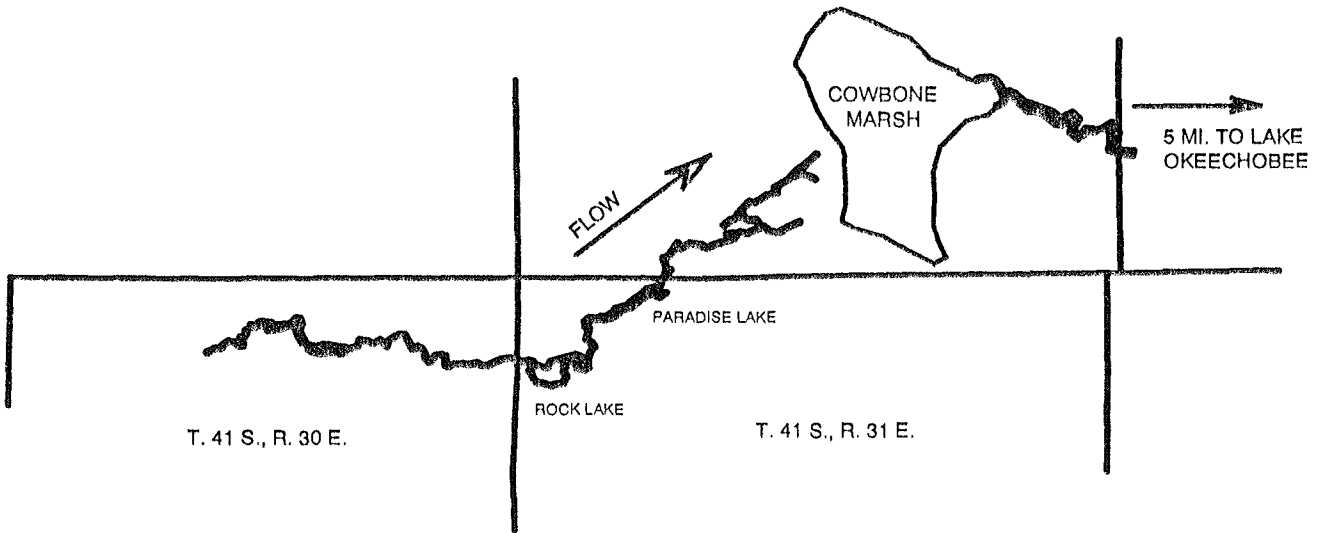 COWBONE
MARSH
5 MI. TO LAKE
OKEECHOBEE
FLOW
PARADISE LAKE
ROCK LAKE
T. 41 S., R. 30 E.
T. 41 S., R. 31 E.